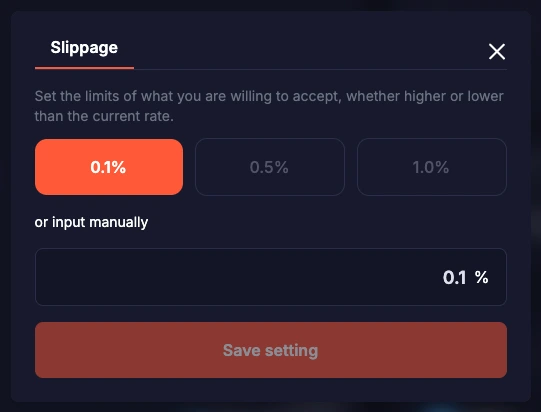 Slippage
Set the limits of what you are willing to accept, whether higher or lower
than the current rate.
0.1% 0.5% 1.0%
or input manually
0.1 %
Save setting